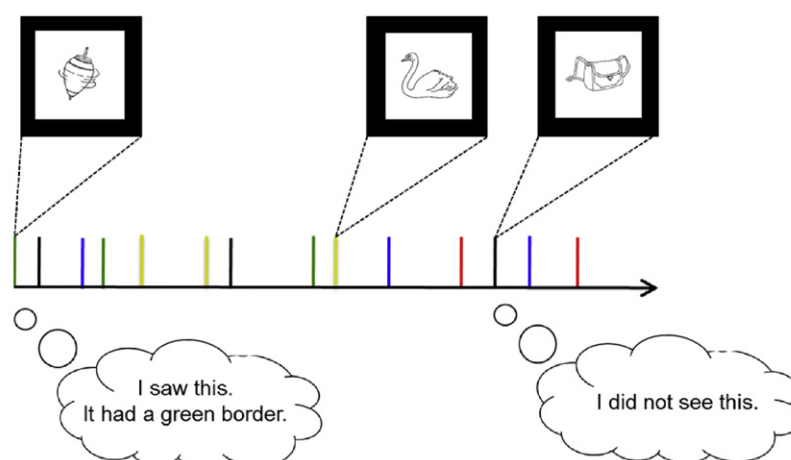 I saw this.
It had a green border.
I did not see this.